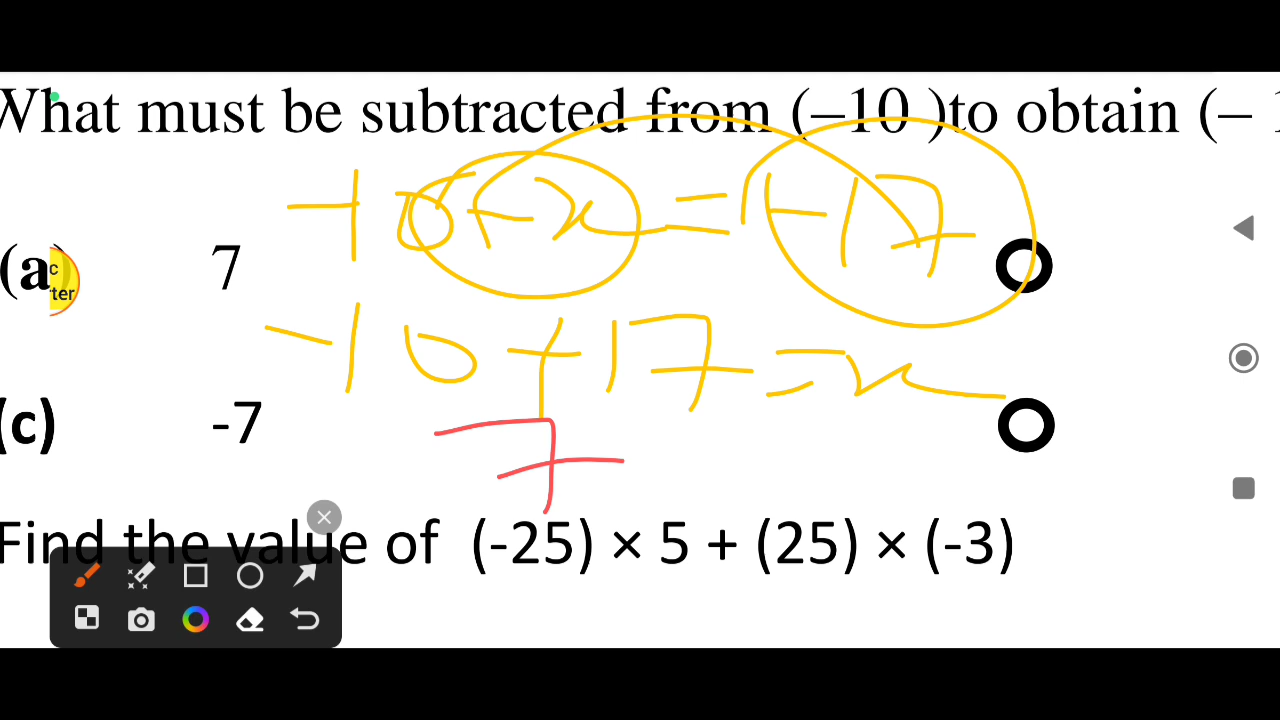 What must be subtracted from (–10 )to obtain (–
-10 - x = -17
(a 7
-10 + 17 = x
(c) -7
7
Find the value of (-25) × 5 + (25) × (-3)